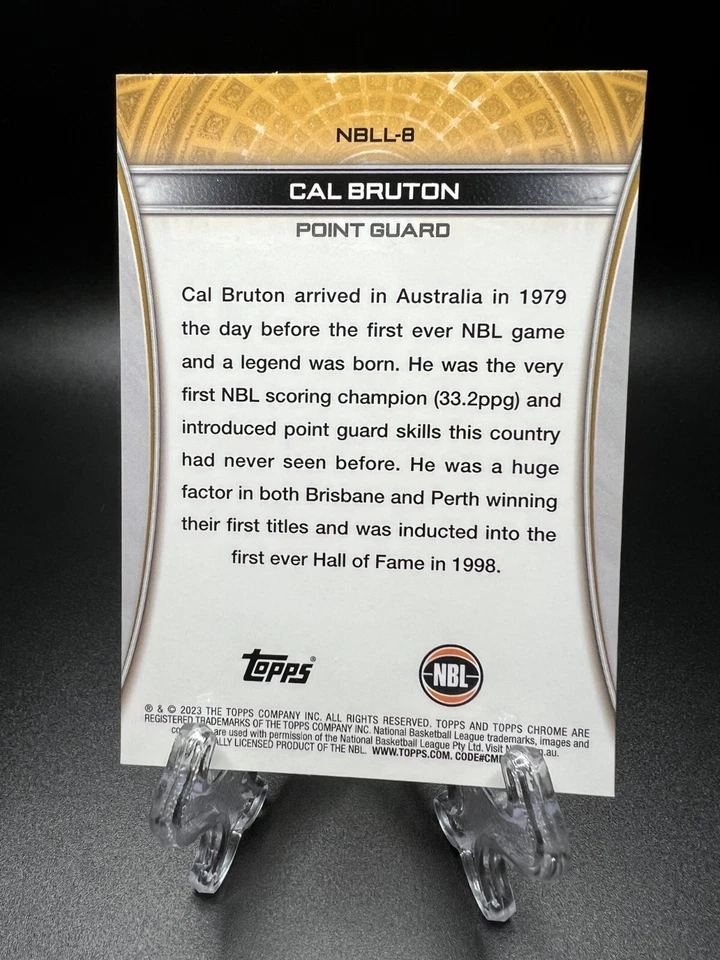 NBLL-8
CAL BRUTON
POINT GUARD
Cal Bruton arrived in Australia in 1979
the day before the first ever NBL game
and a legend was born. He was the very
first NBL scoring champion (33.2ppg) and
introduced point guard skills this country
had never seen before. He was a huge
factor in both Brisbane and Perth winning
their first titles and was inducted into the
first ever Hall of Fame in 1998.
Topps®
NBL
® & © 2023 THE TOPPS COMPANY INC. ALL RIGHTS RESERVED. TOPPS AND TOPPS CHROME ARE
REGISTERED TRADEMARKS OF THE TOPPS COMPANY INC. National Basketball League trademarks, images and
are used with permission of the National Basketball League Pty Ltd. Visit .au.
LICENSED PRODUCT OF THE NBL. WWW.TOPPS.COM.